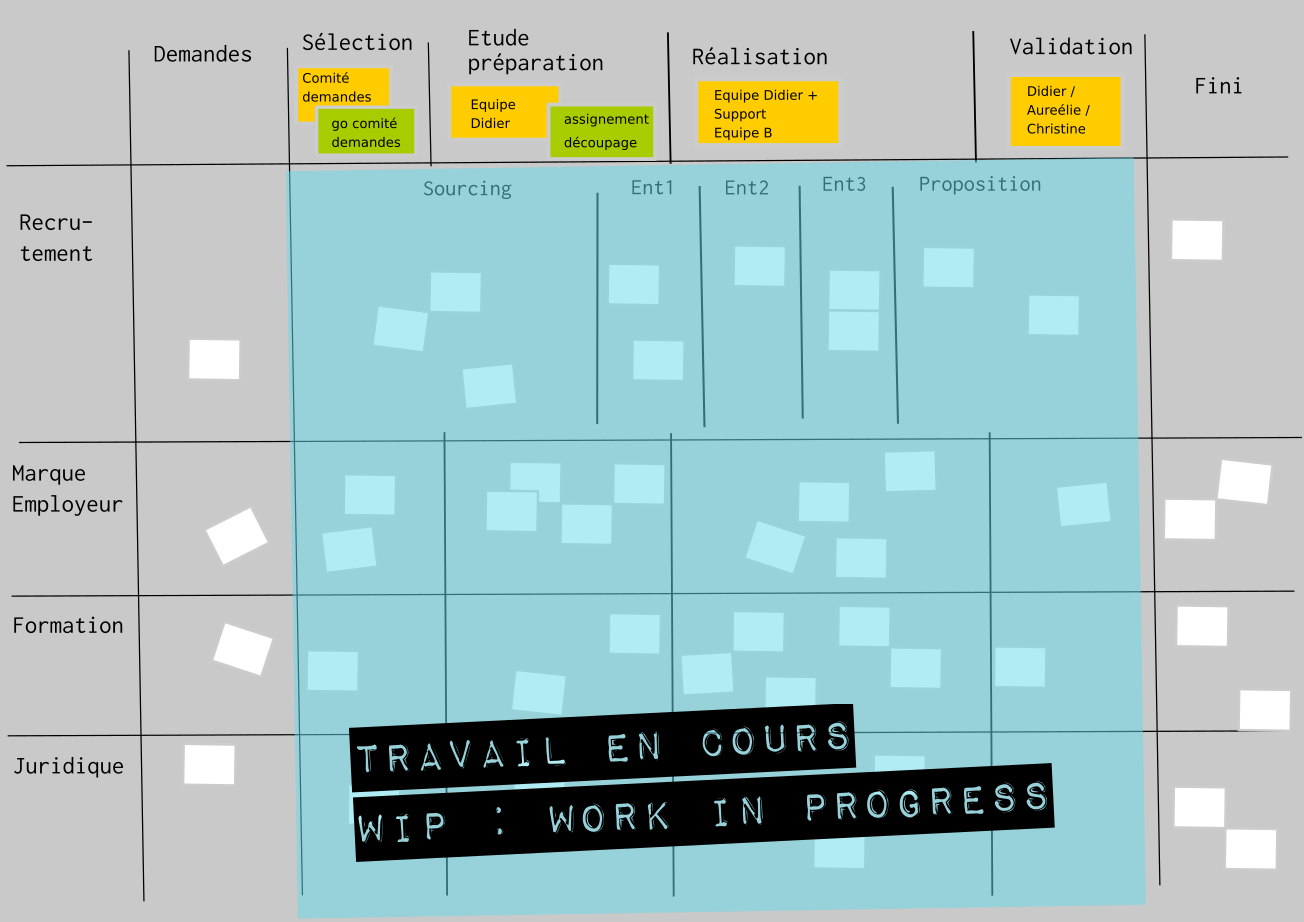 Demandes
Sélection
Etude
préparation
Réalisation
Validation
Fini
Comité
demandes
go comité
demandes
Equipe
Didier
assignement
découpage
Equipe Didier +
Support
Equipe B
Didier /
Aureélie /
Christine
Sourcing
Ent1
Ent2
Ent3
Proposition
Recru-
tement
Marque
Employeur
Formation
Juridique
TRAVAIL EN COURS
WIP : WORK IN PROGRESS